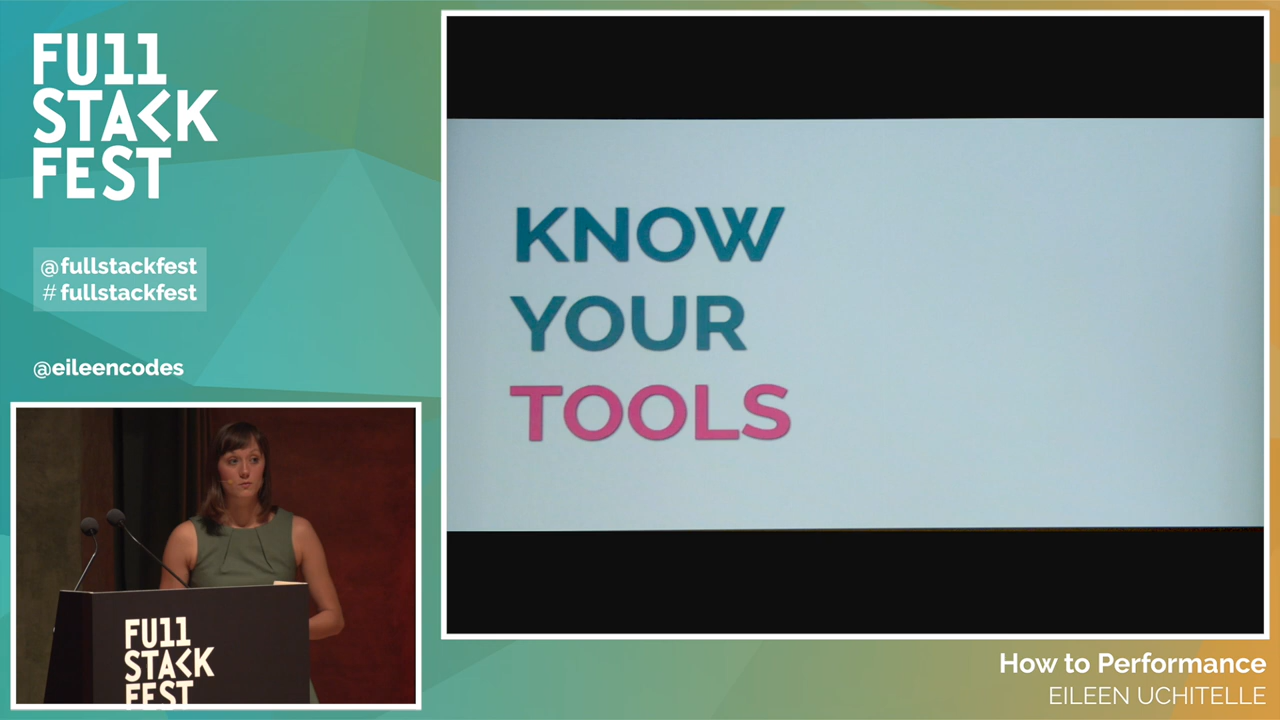 FU11
STACK
FEST
@fullstackfest
# fullstackfest
@eileencodes
KNOW
YOUR
TOOLS
FU11
STACK
FEST
How to Performance
EILEEN UCHITELLE